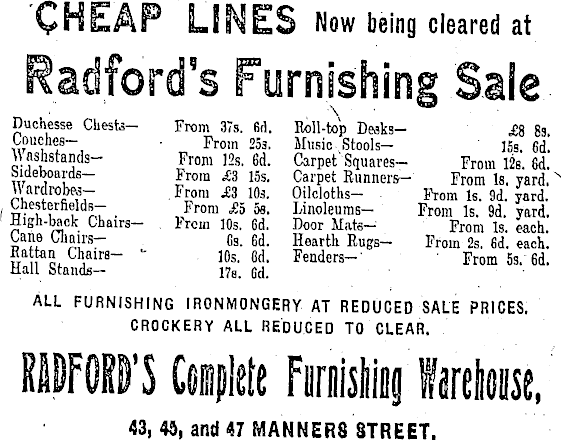 CHEAP LINES Now being cleared at
Radford's Furnishing Sale
Duchesse Chests— From 37s. 6d.
Couches— From 25s.
Washstands— From 12s. 6d.
Sideboards— From £3 15s.
Wardrobes— From £3 10s.
Chesterfields— From £5 5s.
High-back Chairs— From 10s. 6d.
Cane Chairs— 6s. 6d.
Rattan Chairs— 10s. 6d.
Hall Stands— 17s. 6d.
Roll-top Desks— £8 8s.
Music Stools— 15s. 6d.
Carpet Squares— From 12s. 6d.
Carpet Runners— From 1s. yard.
Oilcloths— From 1s. 9d. yard.
Linoleums— From 1s. 9d. yard.
Door Mats— From 1s. each.
Hearth Rugs— From 2s. 6d. each.
Fenders— From 5s. 6d.
ALL FURNISHING IRONMONGERY AT REDUCED SALE PRICES.
CROCKERY ALL REDUCED TO CLEAR.
RADFORD'S Complete Furnishing Warehouse,
43, 45, and 47 MANNERS STREET.